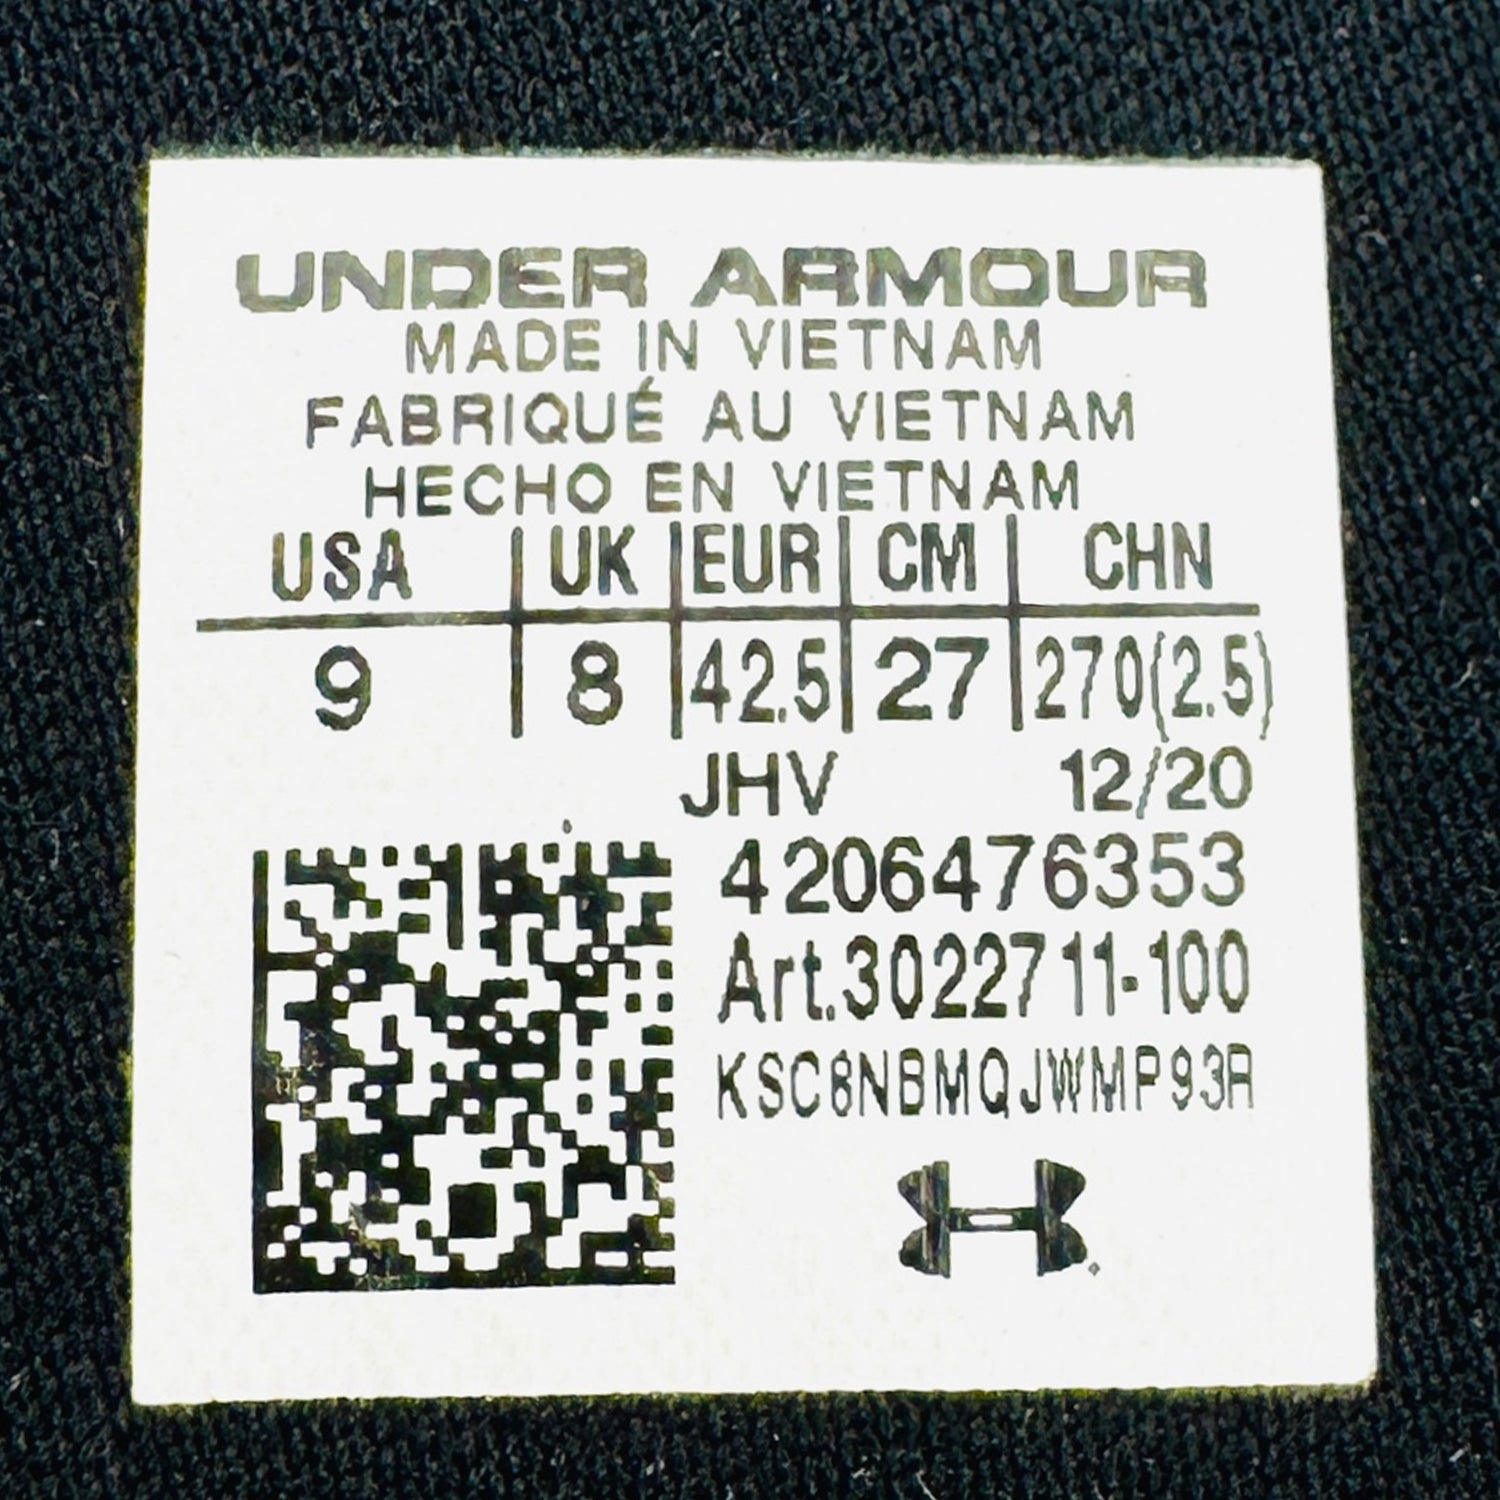 UNDER ARMOUR
MADE IN VIETNAM
FABRIQUÉ AU VIETNAM
HECHO EN VIETNAM
USA UK EUR CM CHN
9 8 42.5 27 270(2.5)
JHV 12/20
4206476353
Art.3022711-100
KSC8NBMQJWMP93R